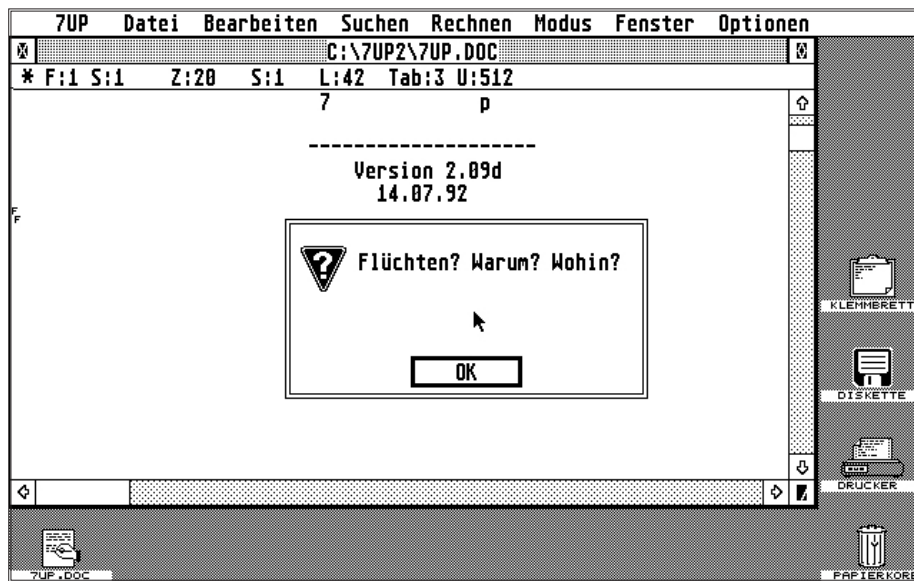 7UP Datei Bearbeiten Suchen Rechnen Modus Fenster Optionen
C:\7UP2\7UP.DOC
* F:1 S:1 Z:20 S:1 L:42 Tab:3 U:512
7 p
---------------------
Version 2.09d
14.07.92
F
F
Flüchten? Warum? Wohin?
OK
KLEMMBRETT
DISKETTE
DRUCKER
7UP.DOC
PAPIERKORB